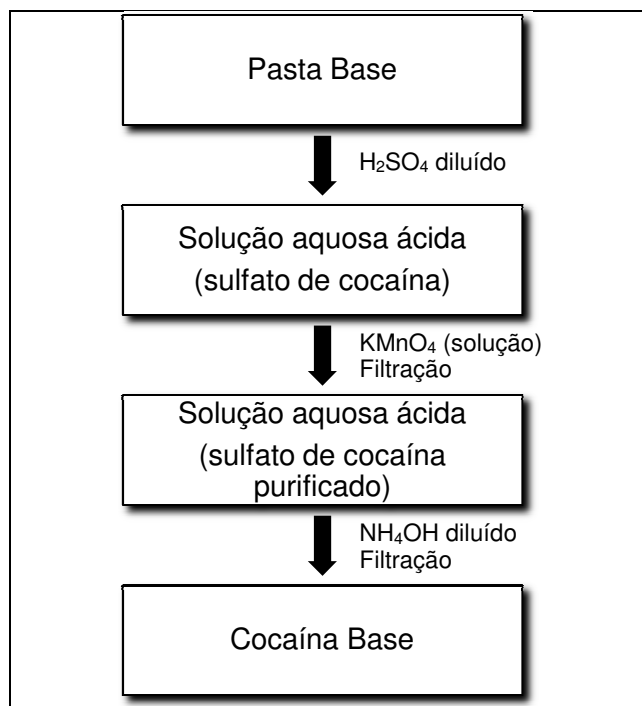 Pasta Base
H₂SO₄ diluído
Solução aquosa ácida
(sulfato de cocaína)
KMnO₄ (solução)
Filtração
Solução aquosa ácida
(sulfato de cocaína
purificado)
NH₄OH diluído
Filtração
Cocaína Base